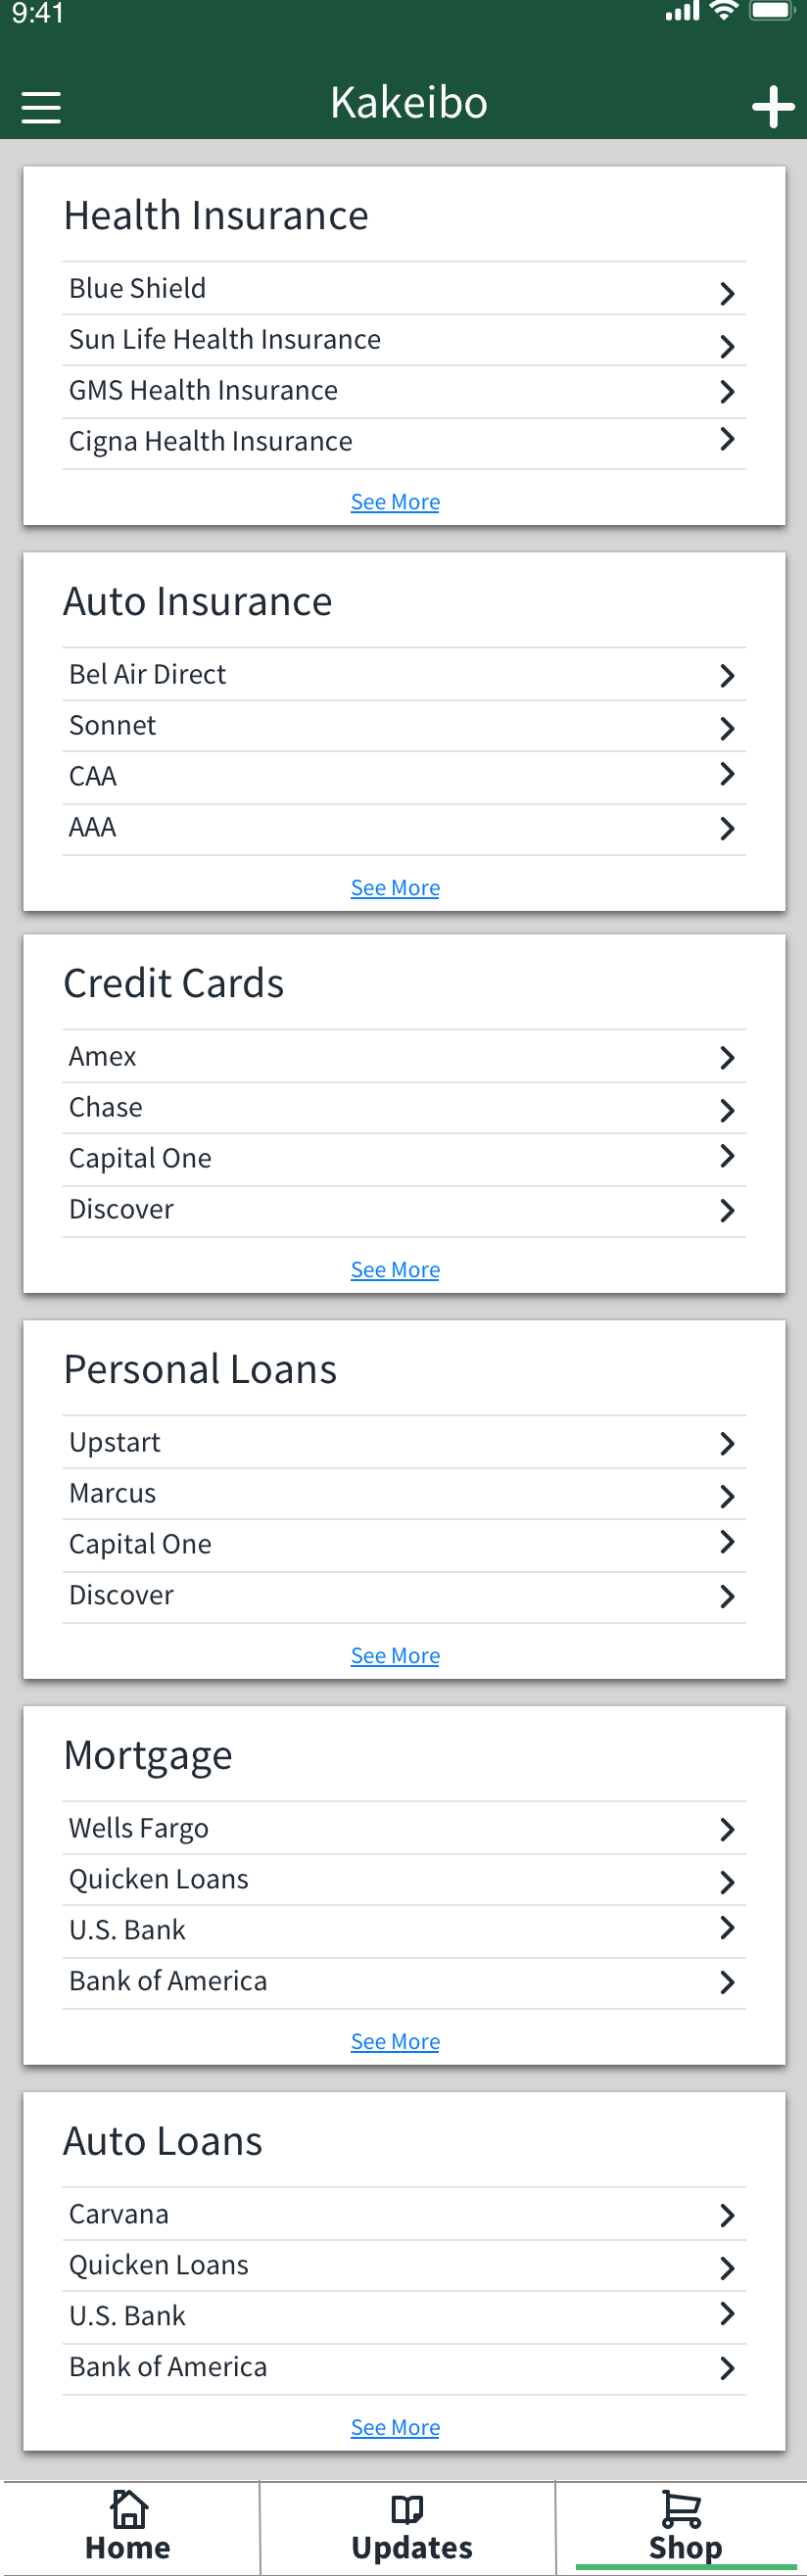 9:41
Kakeibo
Health Insurance
Blue Shield
Sun Life Health Insurance
GMS Health Insurance
Cigna Health Insurance
See More
Auto Insurance
Bel Air Direct
Sonnet
CAA
AAA
See More
Credit Cards
Amex
Chase
Capital One
Discover
See More
Personal Loans
Upstart
Marcus
Capital One
Discover
See More
Mortgage
Wells Fargo
Quicken Loans
U.S. Bank
Bank of America
See More
Auto Loans
Carvana
Quicken Loans
U.S. Bank
Bank of America
See More
Home Updates Shop